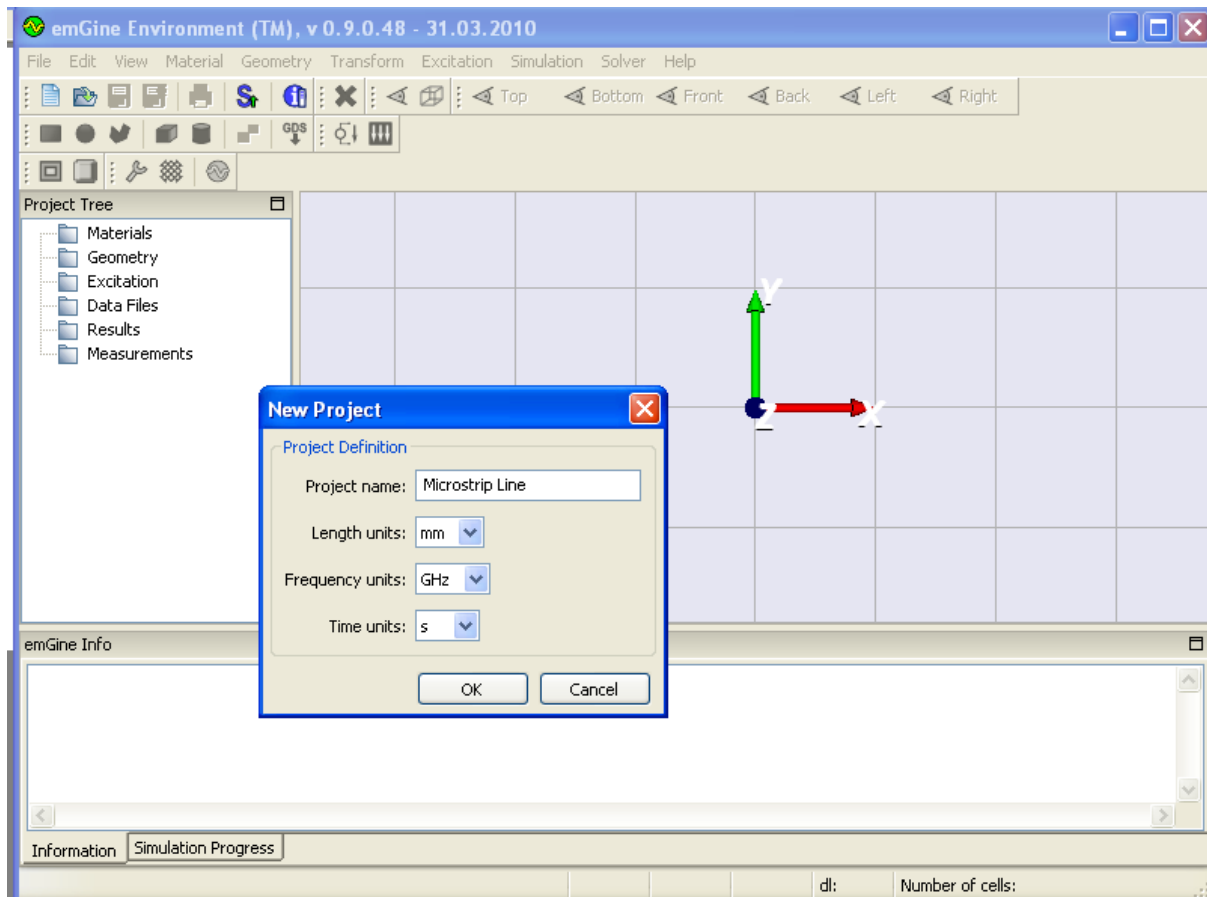 emGine Environment (TM), v 0.9.0.48 - 31.03.2010
File Edit View Material Geometry Transform Excitation Simulation Solver Help
S i Top Bottom Front Back Left Right
GDS
Project Tree
Materials
Geometry
Excitation
Data Files
Results
Measurements
Y
Z X
New Project
Project Definition
Project name: Microstrip Line
Length units: mm
Frequency units: GHz
Time units: s
OK Cancel
emGine Info
Information Simulation Progress
dl: Number of cells: